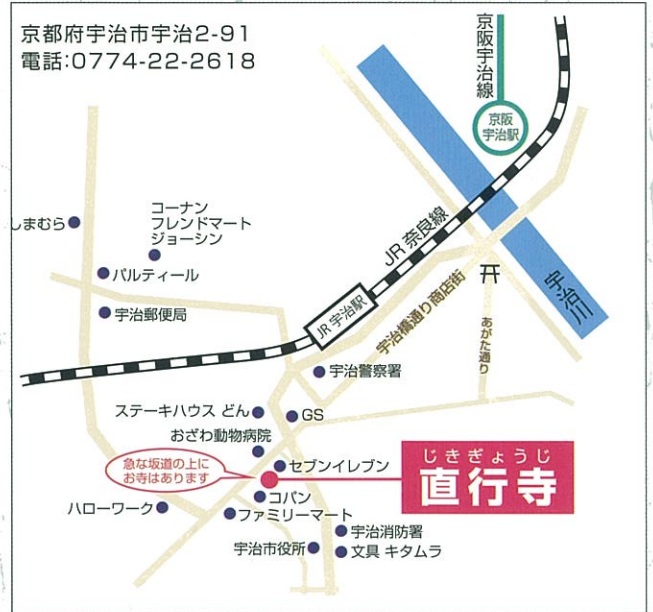 京都府宇治市宇治2-91
電話:0774-22-2618
京阪宇治線
京阪
宇治駅
しまむら
コーナン
フレンドマート
ジョーシン
パルティール
宇治郵便局
JR 奈良線
JR 宇治駅
宇治橋通り商店街
宇治川
あがた通り
宇治警察署
ステーキハウス どん
GS
おざわ動物病院
急な坂道の上に
お寺はあります
セブンイレブン
じきぎょうじ
直行寺
ハローワーク
コパン
ファミリーマート
宇治消防署
宇治市役所
文具 キタムラ